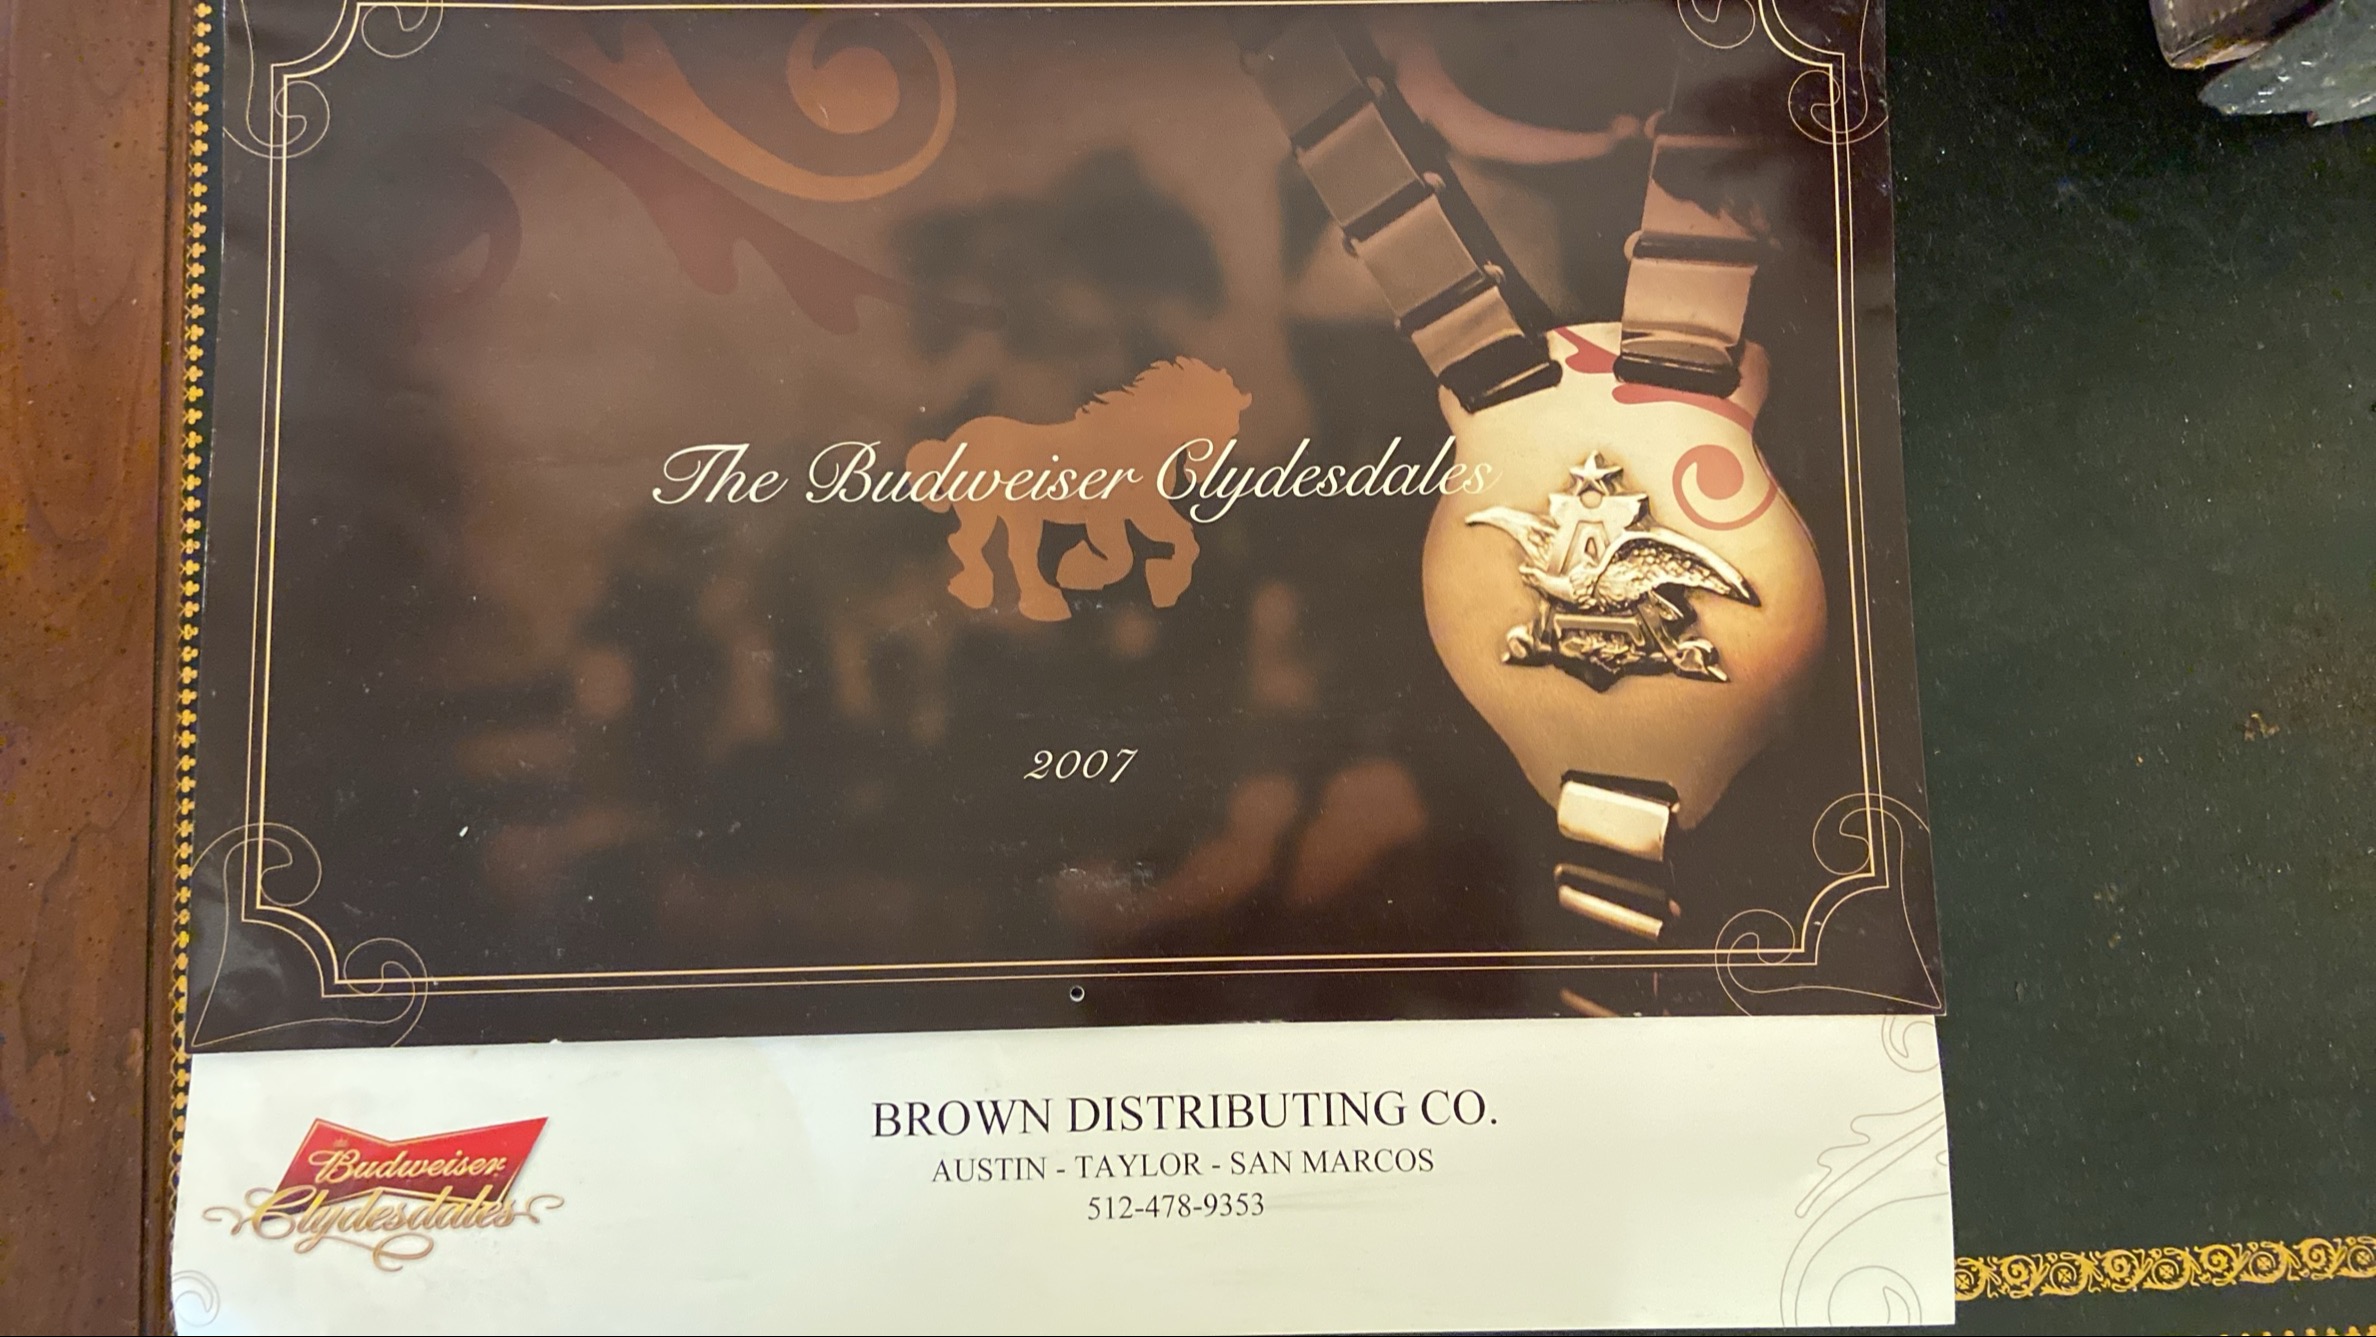 The Budweiser Clydesdales
2007
BROWN DISTRIBUTING CO.
AUSTIN - TAYLOR - SAN MARCOS
512-478-9353
Budweiser
Clydesdales